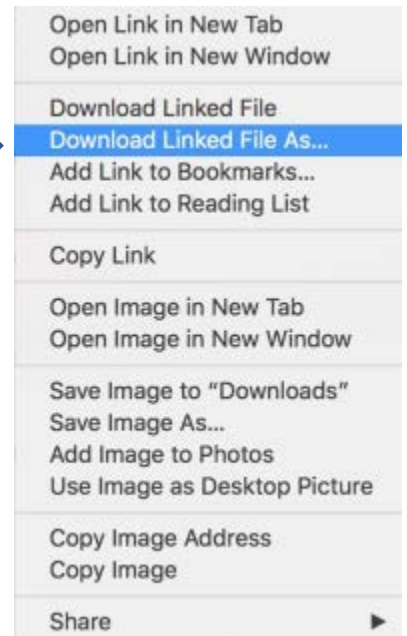 Open Link in New Tab
Open Link in New Window
Download Linked File
Download Linked File As...
Add Link to Bookmarks...
Add Link to Reading List
Copy Link
Open Image in New Tab
Open Image in New Window
Save Image to “Downloads”
Save Image As...
Add Image to Photos
Use Image as Desktop Picture
Copy Image Address
Copy Image
Share